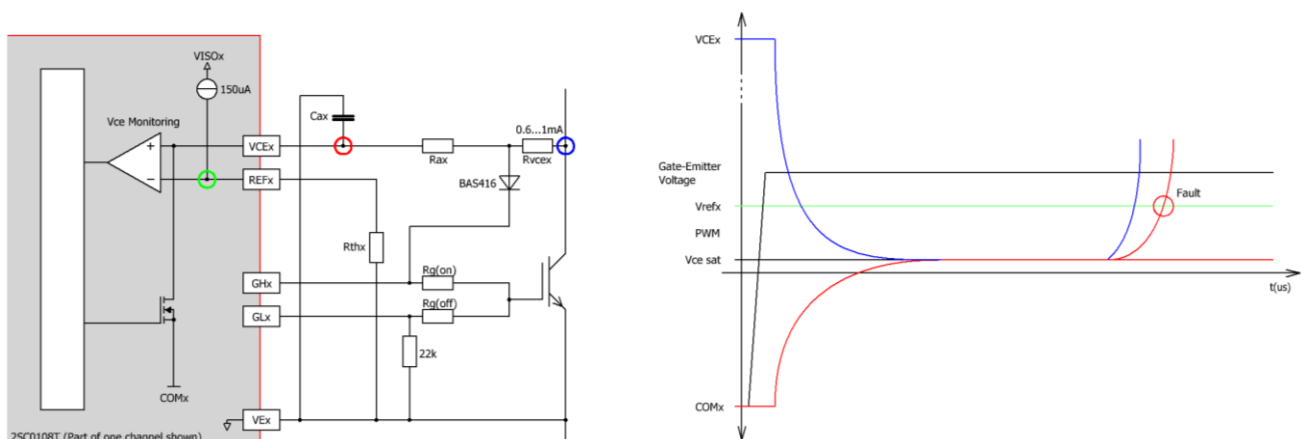 VISOx
150uA
Vce Monitoring
Cax
0.6...1mA
+
VCEx
Rax
Rvcex
−
REFx
BAS416
Rthx
GHx
Rg(on)
GLx
Rg(off)
22k
COMx
VEx
2SC0108T (Part of one channel shown)
VCEx
Gate-Emitter
Voltage
Vrefx
Fault
PWM
Vce sat
t(us)
COMx